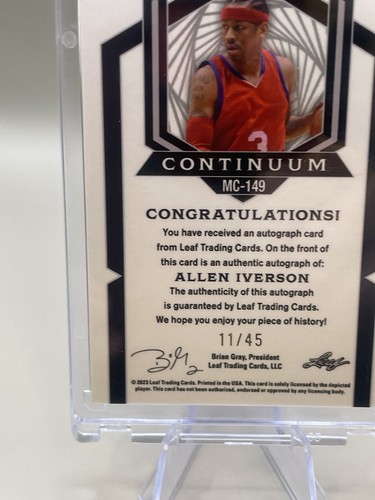 3
CONTINUUM
MC-149
CONGRATULATIONS!
You have received an autograph card
from Leaf Trading Cards. On the front of
this card is an authentic autograph of:
ALLEN IVERSON
The authenticity of this autograph
is guaranteed by Leaf Trading Cards.
We hope you enjoy your piece of history!
11/45
Brian Gray, President
Leaf Trading Cards, LLC
Leaf
© 2023 Leaf Trading Cards. Printed in the USA. This card is solely licensed by the depicted
player. This card has not been authorized, endorsed or approved by any licensing body.